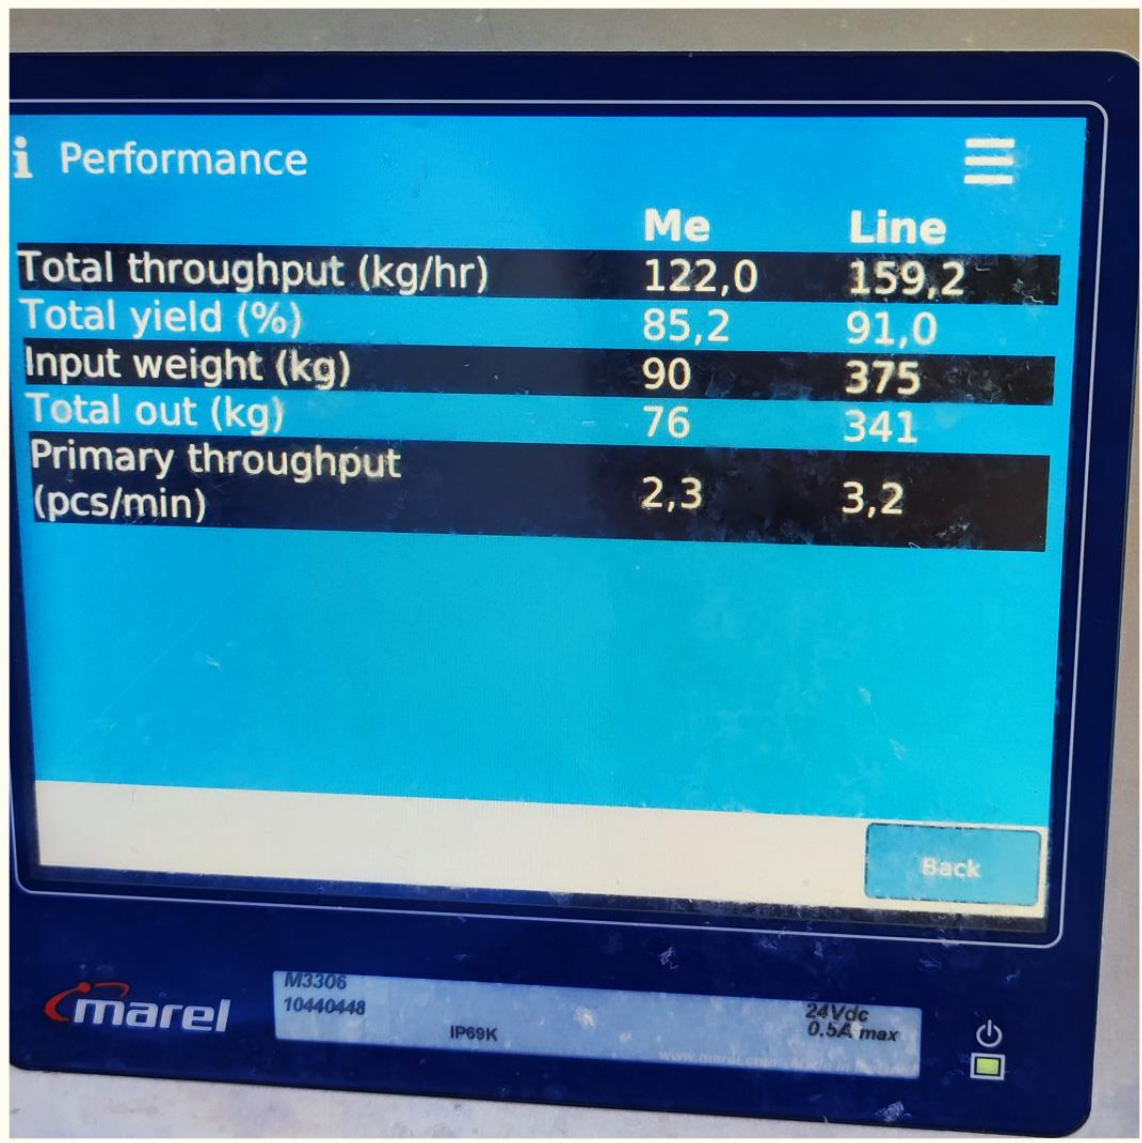 i Performance
Me Line
Total throughput (kg/hr) 122,0 159,2
Total yield (%) 85,2 91,0
Input weight (kg) 90 375
Total out (kg) 76 341
Primary throughput
(pcs/min) 2,3 3,2
Back
marel
M3306
10440448
IP69K
24Vdc
0.5A max